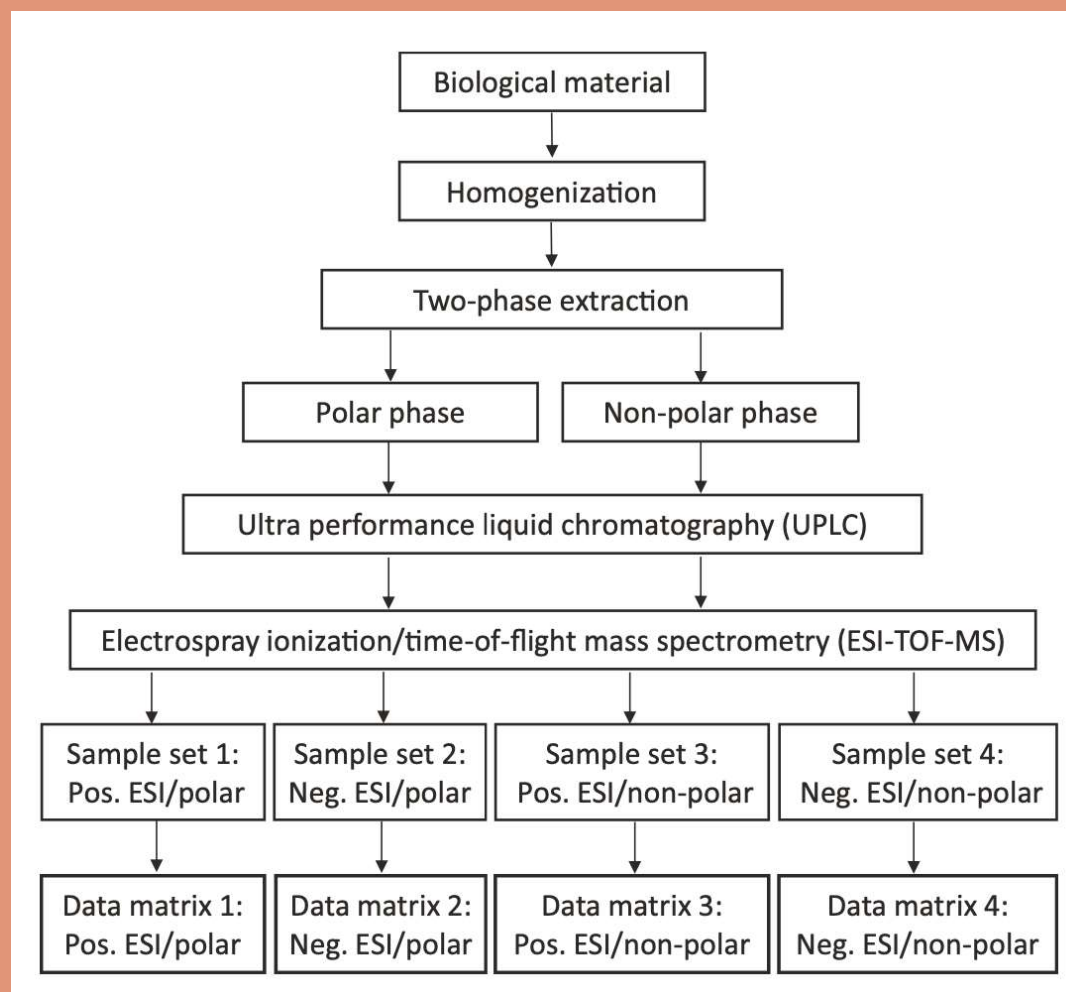 Biological material
Homogenization
Two-phase extraction
Polar phase
Non-polar phase
Ultra performance liquid chromatography (UPLC)
Electrospray ionization/time-of-flight mass spectrometry (ESI-TOF-MS)
Sample set 1:
Pos. ESI/polar
Sample set 2:
Neg. ESI/polar
Sample set 3:
Pos. ESI/non-polar
Sample set 4:
Neg. ESI/non-polar
Data matrix 1:
Pos. ESI/polar
Data matrix 2:
Neg. ESI/polar
Data matrix 3:
Pos. ESI/non-polar
Data matrix 4:
Neg. ESI/non-polar